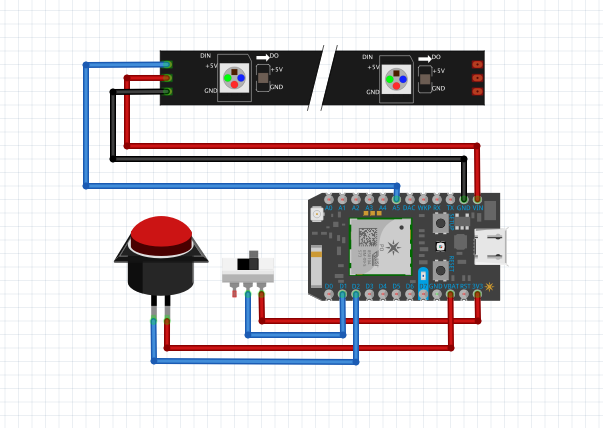 DIN DO
+5V +5V
GND GND
DIN DO
+5V +5V
GND GND
A0 A1 A2 A3 A4 A5 DAC WKP RX TX GND VIN
RESET
D0 D1 D2 D3 D4 D5 D6 GND VBAT RST 3V3